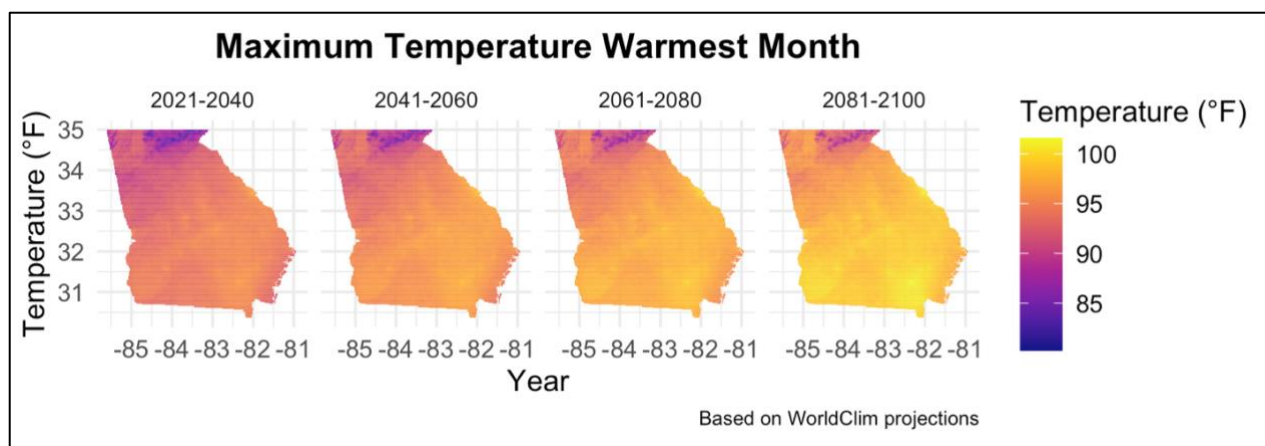 Maximum Temperature Warmest Month
2021-2040 2041-2060 2061-2080 2081-2100
Temperature (°F)
35
34
33
32
31
-85 -84 -83 -82 -81 -85 -84 -83 -82 -81 -85 -84 -83 -82 -81 -85 -84 -83 -82 -81
Year
Temperature (°F)
100
95
90
85
Based on WorldClim projections